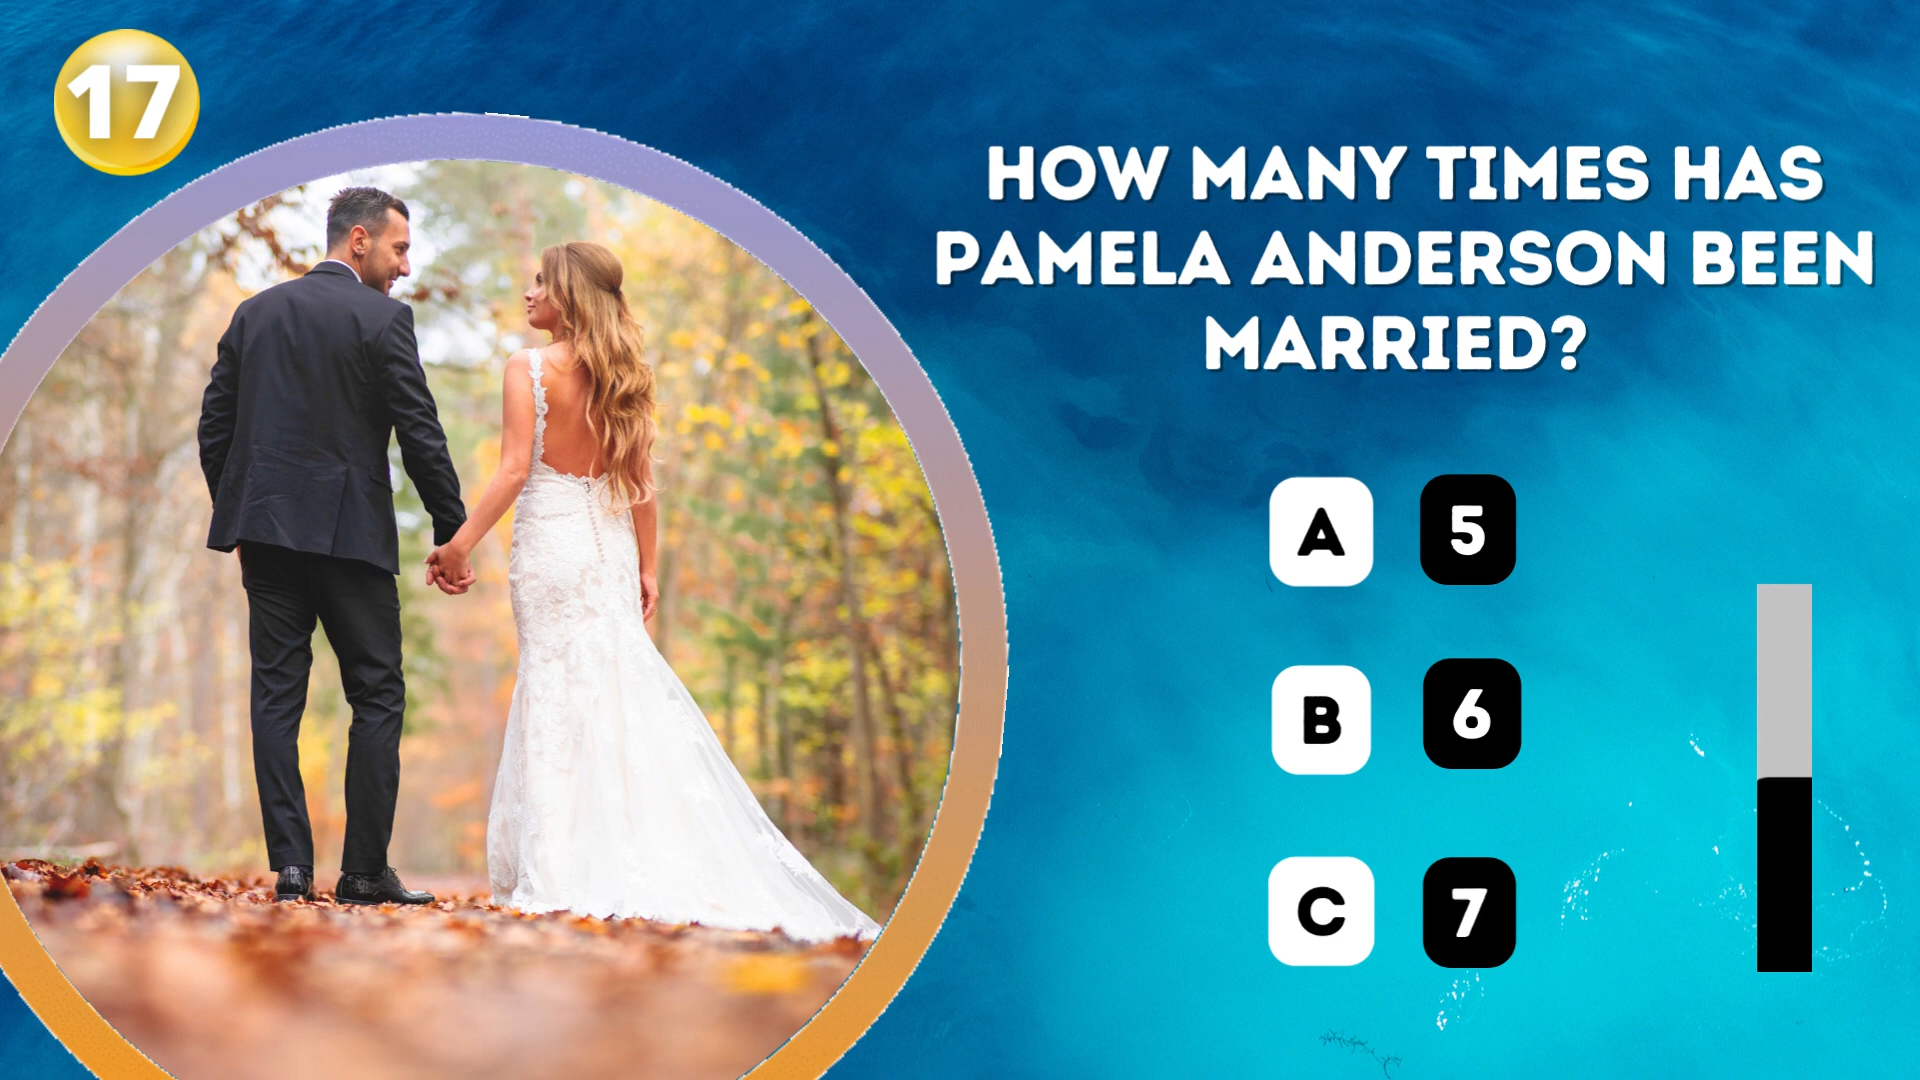 17
HOW MANY TIMES HAS
PAMELA ANDERSON BEEN
MARRIED?
A 5
B 6
C 7